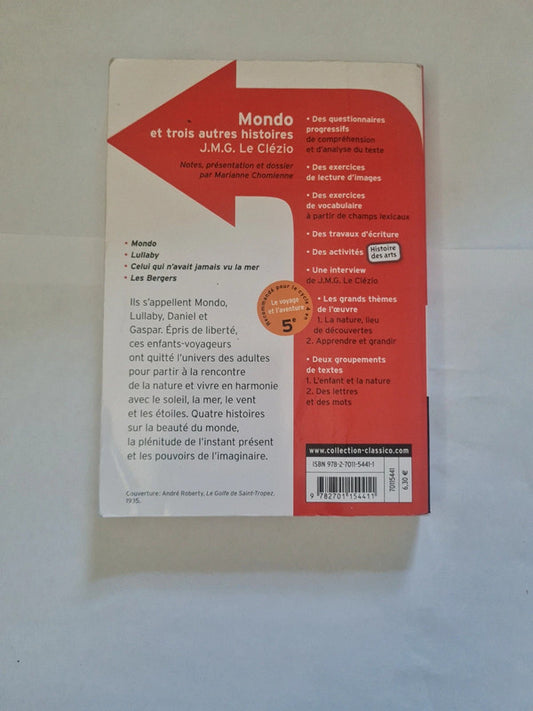 Mondo
et trois autres histoires
J.M.G. Le Clézio
Notes, présentation et dossier
par Marianne Chomienne
• Mondo
• Lullaby
• Celui qui n'avait jamais vu la mer
• Les Bergers
Ils s'appellent Mondo,
Lullaby, Daniel et
Gaspar. Épris de liberté,
ces enfants-voyageurs
ont quitté l'univers des adultes
pour partir à la rencontre
de la nature et vivre en harmonie
avec le soleil, la mer, le vent
et les étoiles. Quatre histoires
sur la beauté du monde,
la plénitude de l'instant présent
et les pouvoirs de l'imaginaire.
Couverture: André Roberty, Le Golfe de Saint-Tropez,
1935.
Recommandé pour le cycle 4 en
Le voyage
et l'aventure
5e
• Des questionnaires
progressifs
de compréhension
et d'analyse du texte
• Des exercices
de lecture d'images
• Des exercices
de vocabulaire
à partir de champs lexicaux
• Des travaux d'écriture
• Des activités Histoire
des arts
• Une interview
de J.M.G. Le Clézio
• Les grands thèmes
de l'œuvre
1. La nature, lieu
de découvertes
2. Apprendre et grandir
• Deux groupements
de textes
1. L'enfant et la nature
2. Des lettres
et des mots
www.collection-classico.com
ISBN 978-2-7011-5441-1
9 782701 154411
70115441
6,30 €